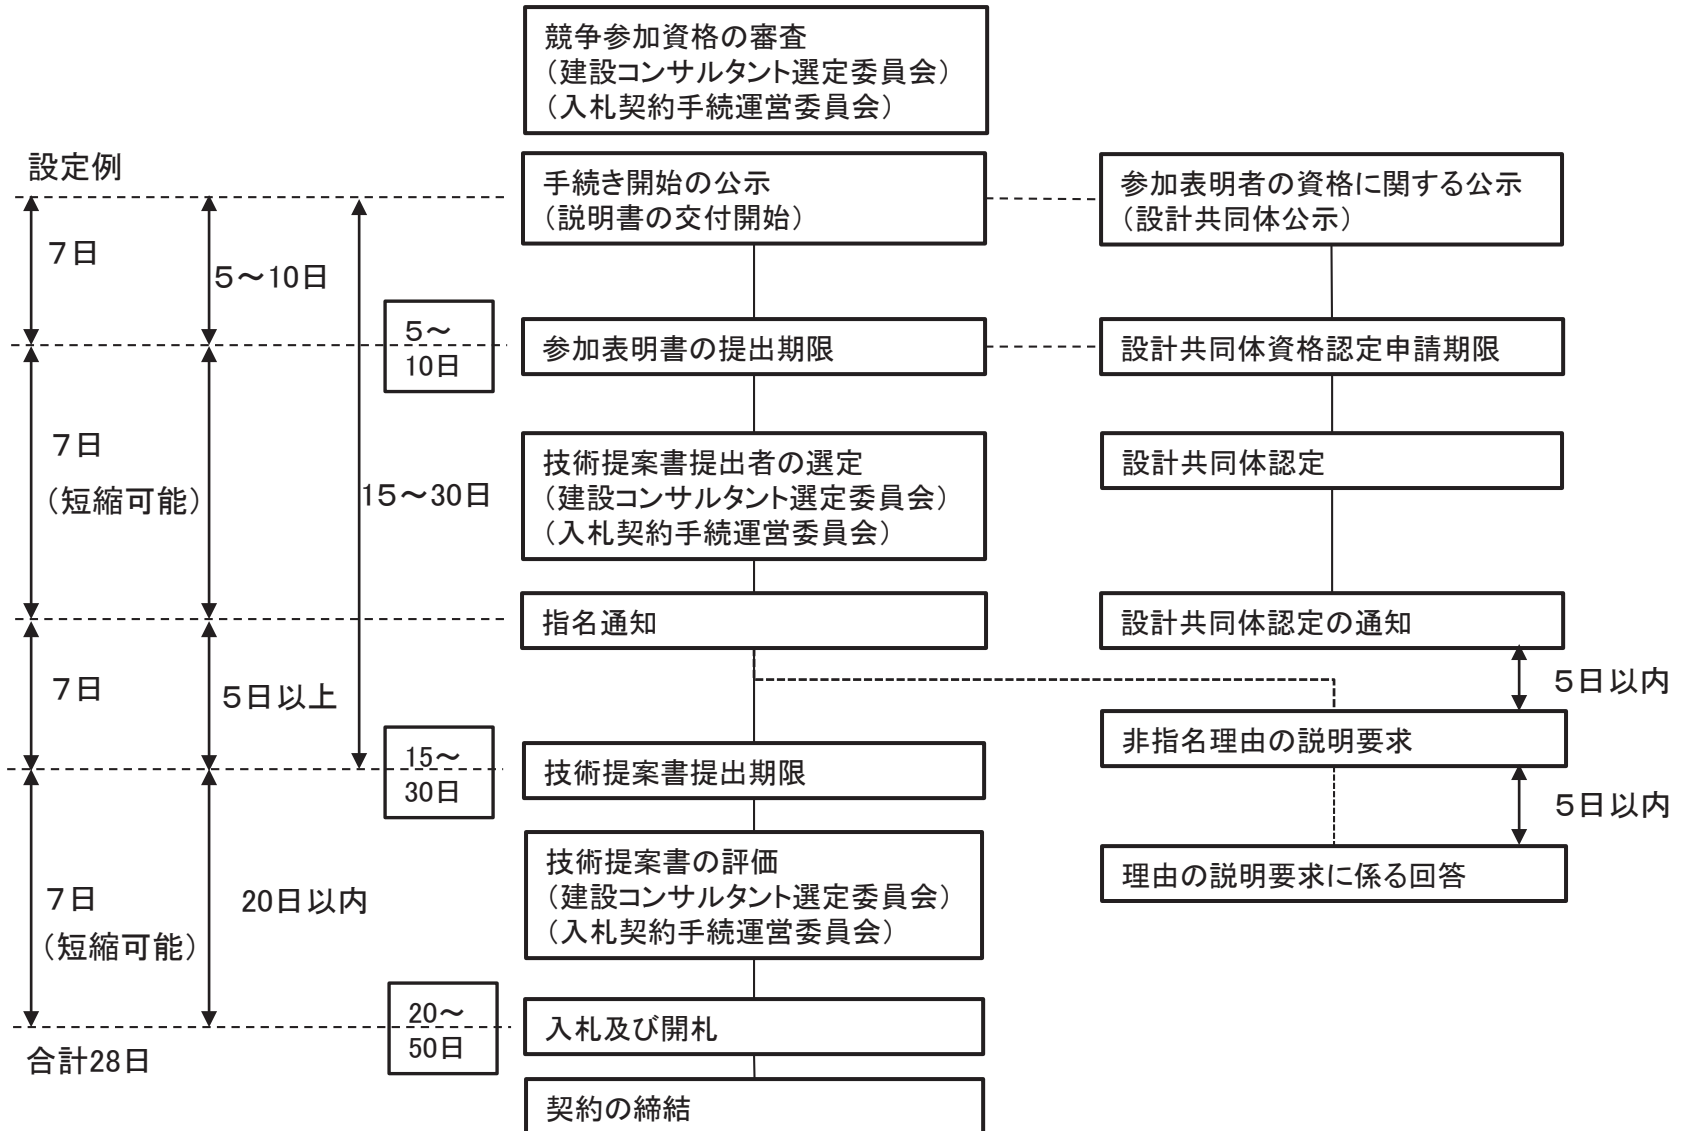 競争参加資格の審査
（建設コンサルタント選定委員会）
（入札契約手続運営委員会）
設定例
手続き開始の公示
（説明書の交付開始）
参加表明者の資格に関する公示
（設計共同体公示）
７日
５～10日
５～
10日
参加表明書の提出期限
設計共同体資格認定申請期限
７日
（短縮可能）
15～30日
技術提案書提出者の選定
（建設コンサルタント選定委員会）
（入札契約手続運営委員会）
設計共同体認定
指名通知
設計共同体認定の通知
７日
５日以上
５日以内
15～
30日
技術提案書提出期限
非指名理由の説明要求
５日以内
７日
（短縮可能）
20日以内
技術提案書の評価
（建設コンサルタント選定委員会）
（入札契約手続運営委員会）
理由の説明要求に係る回答
20～
50日
入札及び開札
合計28日
契約の締結